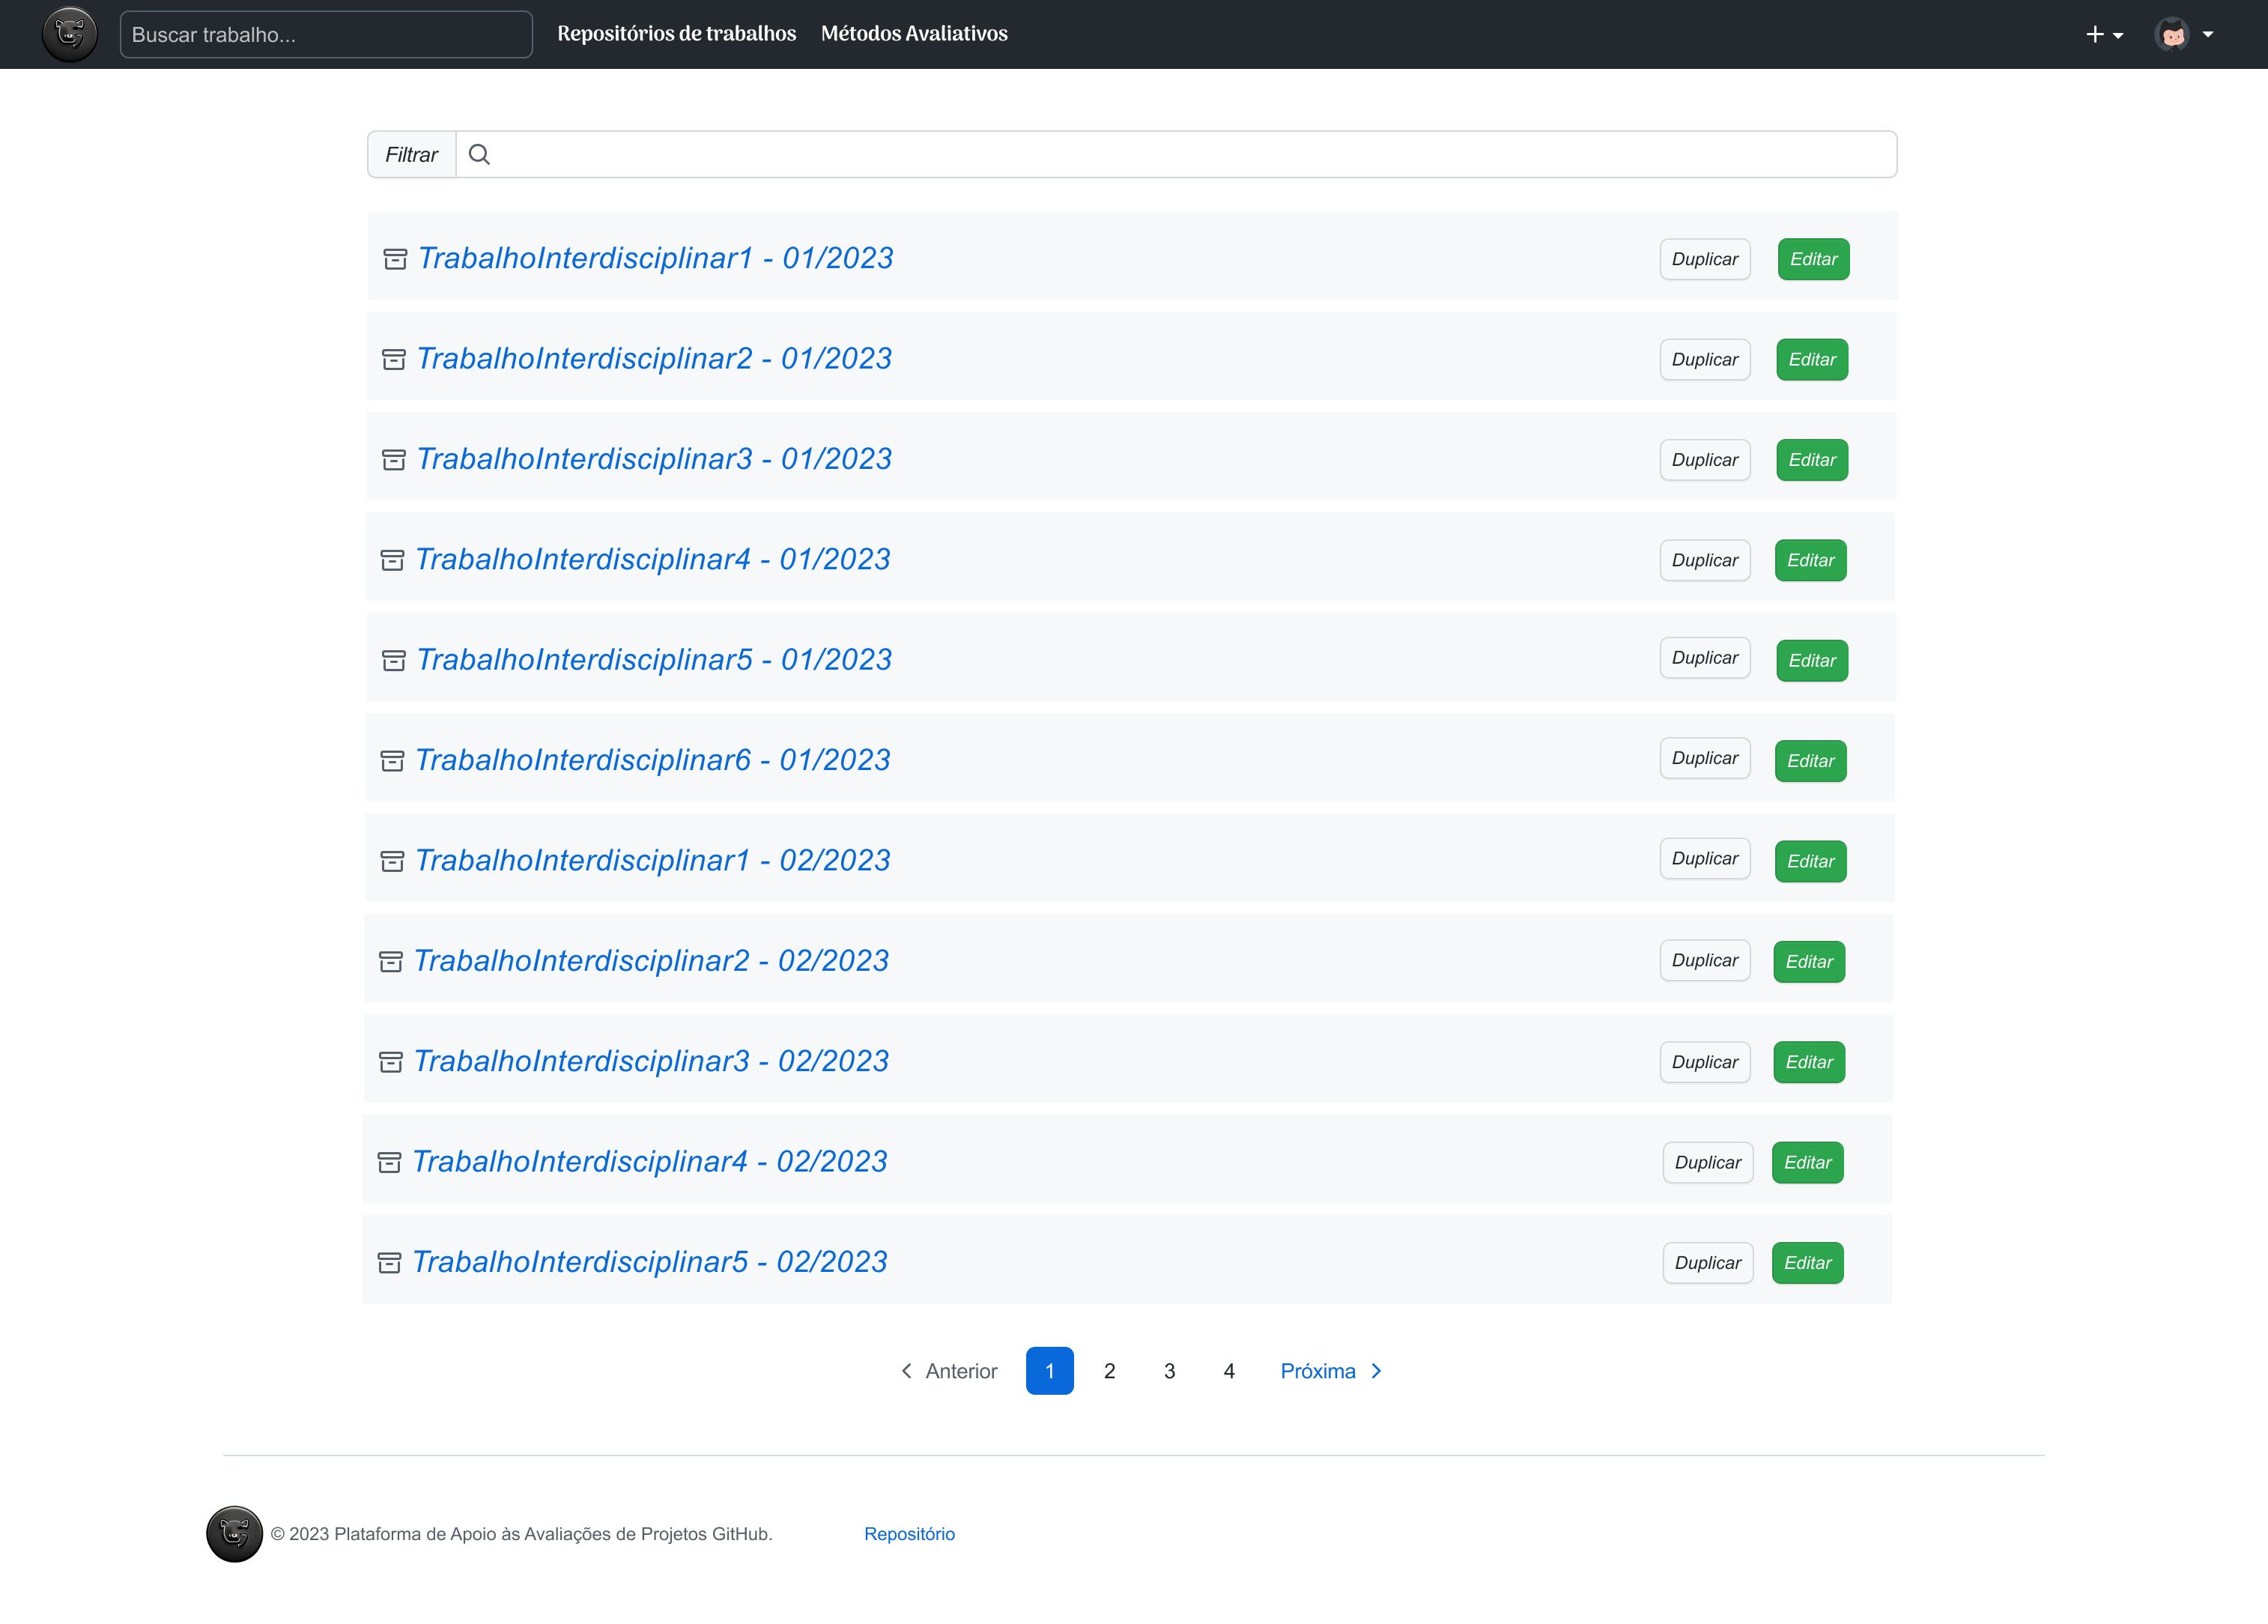 Buscar trabalho... Repositórios de trabalhos Métodos Avaliativos
Filtrar
TrabalhoInterdisciplinar1 - 01/2023 Duplicar Editar
TrabalhoInterdisciplinar2 - 01/2023 Duplicar Editar
TrabalhoInterdisciplinar3 - 01/2023 Duplicar Editar
TrabalhoInterdisciplinar4 - 01/2023 Duplicar Editar
TrabalhoInterdisciplinar5 - 01/2023 Duplicar Editar
TrabalhoInterdisciplinar6 - 01/2023 Duplicar Editar
TrabalhoInterdisciplinar1 - 02/2023 Duplicar Editar
TrabalhoInterdisciplinar2 - 02/2023 Duplicar Editar
TrabalhoInterdisciplinar3 - 02/2023 Duplicar Editar
TrabalhoInterdisciplinar4 - 02/2023 Duplicar Editar
TrabalhoInterdisciplinar5 - 02/2023 Duplicar Editar
Anterior 1 2 3 4 Próxima
© 2023 Plataforma de Apoio às Avaliações de Projetos GitHub. Repositório